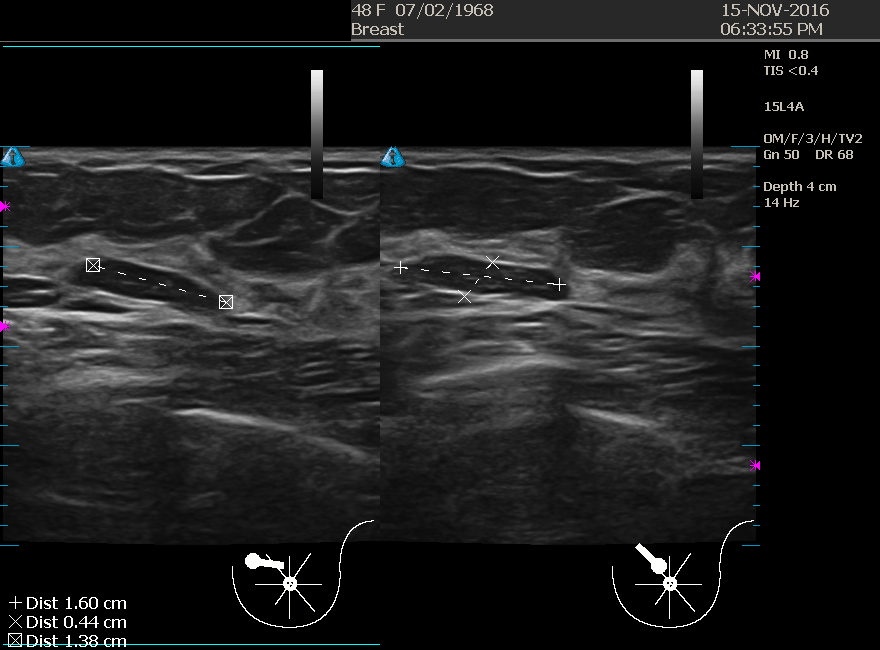 48 F 07/02/1968 15-NOV-2016
Breast 06:33:55 PM
MI 0.8
TIS <0.4
15L4A
OM/F/3/H/TV2
Gn 50 DR 68
Depth 4 cm
14 Hz
Dist 1.60 cm
Dist 0.44 cm
Dist 1.38 cm